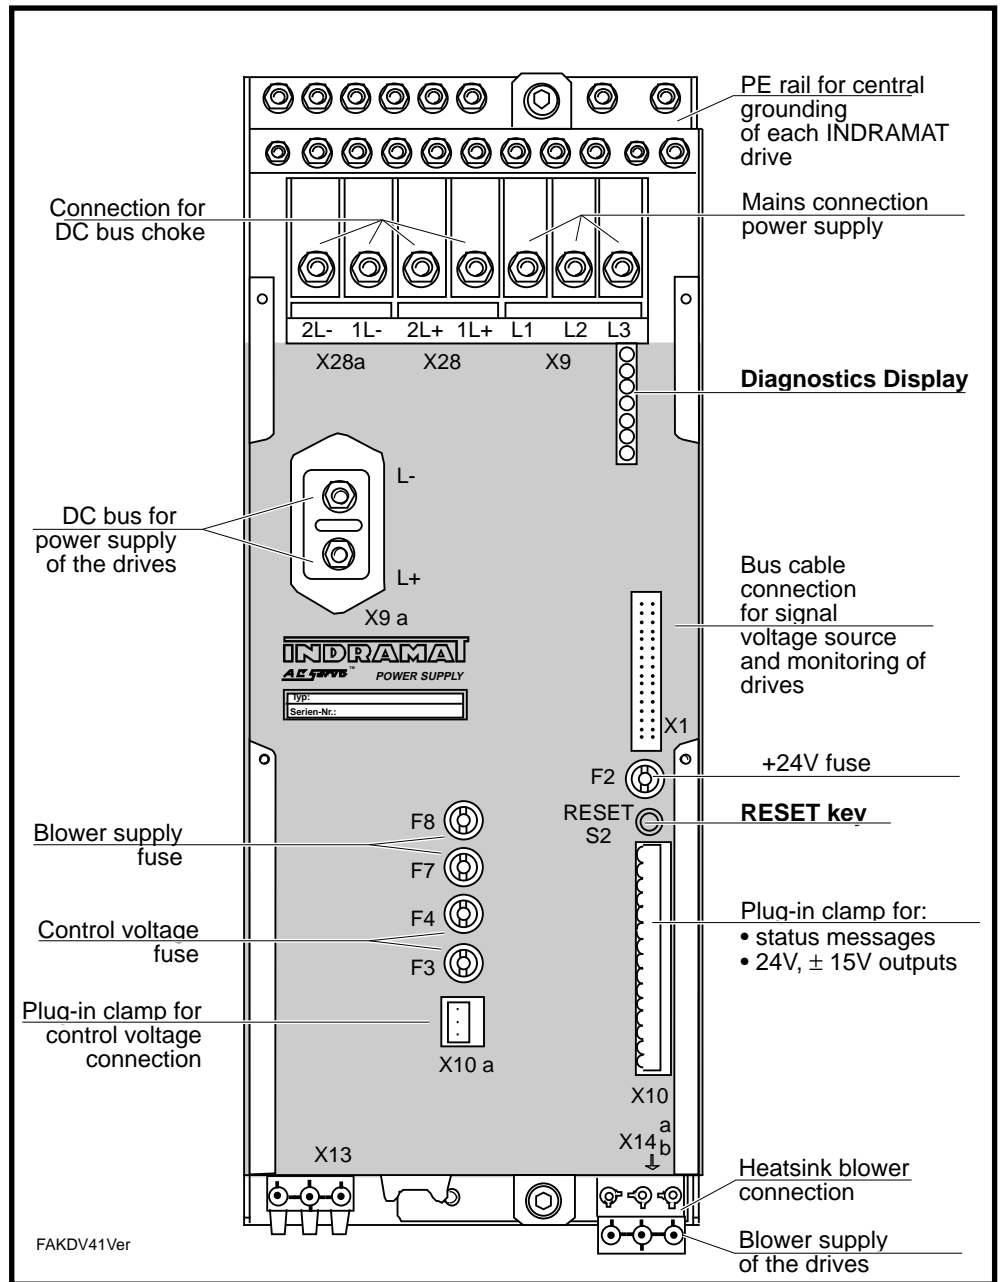 PE rail for central
grounding
of each INDRAMAT
drive
Connection for
DC bus choke
Mains connection
power supply
2L- 1L- 2L+ 1L+ L1 L2 L3
X28a X28 X9
Diagnostics Display
L-
DC bus for
power supply
of the drives
L+
X9 a
Bus cable
connection
for signal
voltage source
and monitoring of
drives
INDRAMAT
AC Servo™ POWER SUPPLY
Typ:
Serien-Nr.:
X1
F2
+24V fuse
RESET
S2
RESET key
F8
Blower supply
fuse
F7
F4
Control voltage
fuse
F3
Plug-in clamp for:
• status messages
• 24V, ± 15V outputs
Plug-in clamp for
control voltage
connection
X10 a
X10
X14 a
b
X13
Heatsink blower
connection
Blower supply
of the drives
FAKDV41Ver